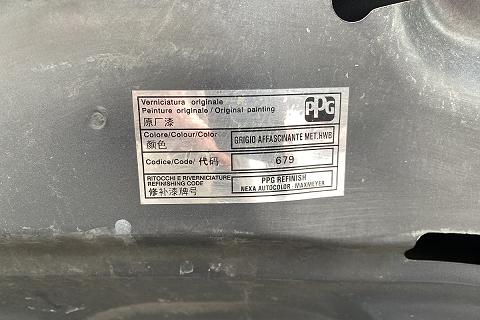 Verniciatura originale
Peinture originale / Original painting
原厂漆
PPG
Colore/Colour/Color
颜色
GRIGIO AFFASCINANTE MET.HWB
Codice/Code/代码
679
RITOCCHI E RIVERNICIATURE
REFINISHING CODE
修补漆牌号
PPG REFINISH
NEXA AUTOCOLOR - MAXMEYER